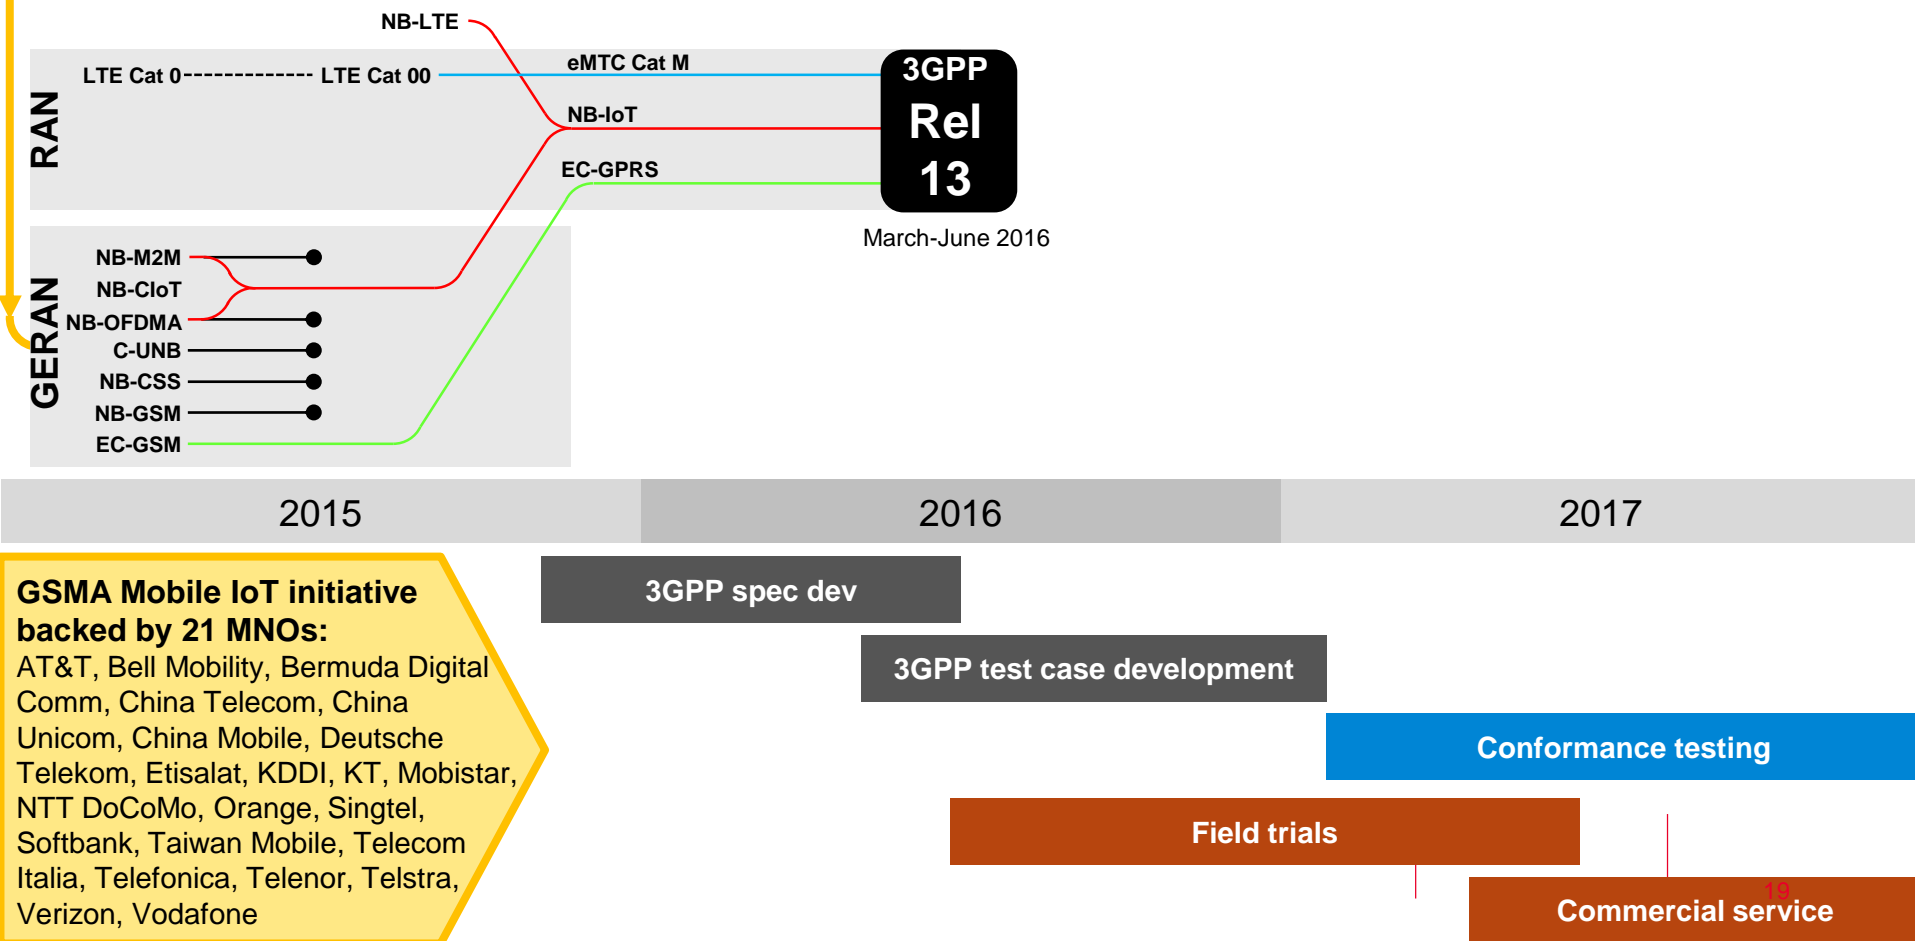 NB-LTE
RAN
LTE Cat 0
LTE Cat 00
eMTC Cat M
NB-IoT
EC-GPRS
3GPP
Rel
13
March-June 2016
GERAN
NB-M2M
NB-CIoT
NB-OFDMA
C-UNB
NB-CSS
NB-GSM
EC-GSM
2015
2016
2017
GSMA Mobile IoT initiative
backed by 21 MNOs:
AT&T, Bell Mobility, Bermuda Digital
Comm, China Telecom, China
Unicom, China Mobile, Deutsche
Telekom, Etisalat, KDDI, KT, Mobistar,
NTT DoCoMo, Orange, Singtel,
Softbank, Taiwan Mobile, Telecom
Italia, Telefonica, Telenor, Telstra,
Verizon, Vodafone
3GPP spec dev
3GPP test case development
Conformance testing
Field trials
19
Commercial service